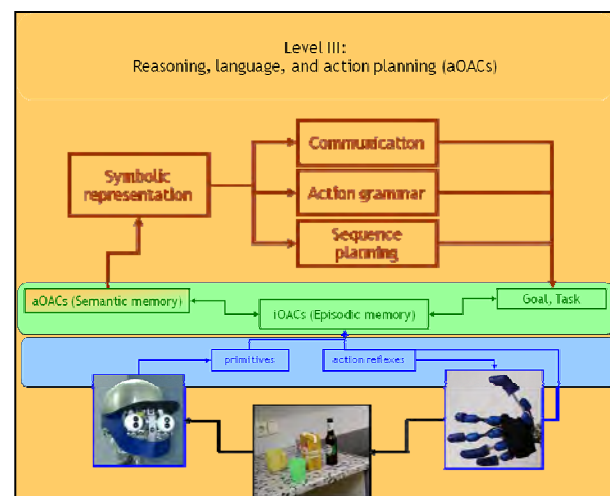 Level III:
Reasoning, language, and action planning (aOACs)
Communication
Symbolic
representation
Action grammar
Sequence
planning
aOACs (Semantic memory)
iOACs (Episodic memory)
Goal, Task
primitives
action reflexes